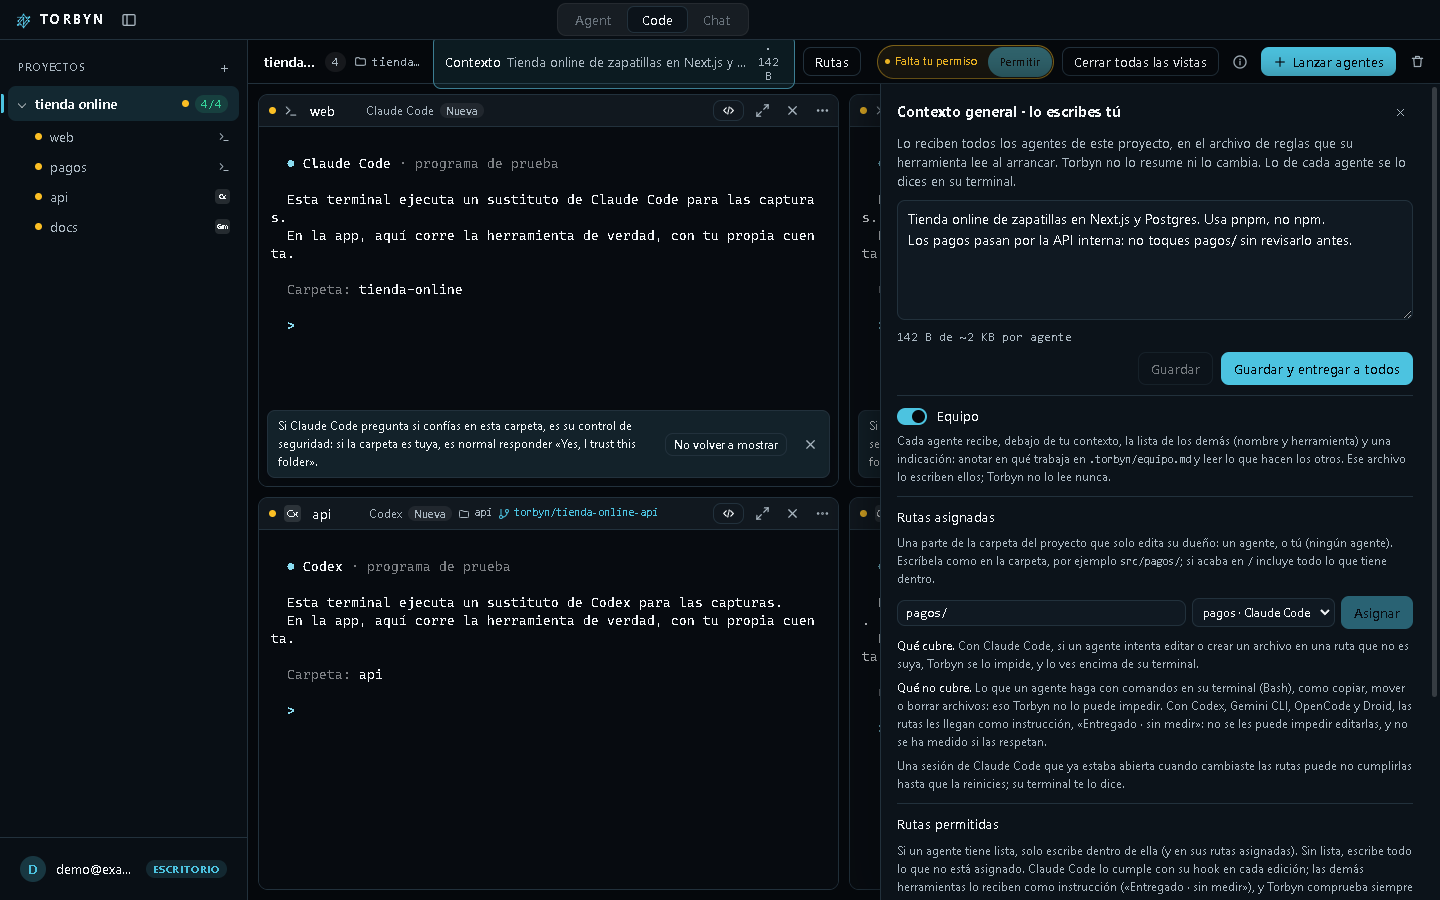 TORBYN
Agent
Code
Chat
PROYECTOS
+
tienda online
4/4
web
pagos
api
Cx
docs
Gm
D
demo@exa...
ESCRITORIO
tienda...
4
tienda...
Contexto Tienda online de zapatillas en Next.js y ...
·
142
B
Rutas
Falta tu permiso
Permitir
Cerrar todas las vistas
+ Lanzar agentes
web
Claude Code
Nueva
Claude Code · programa de prueba
Esta terminal ejecuta un sustituto de Claude Code para las captura
s.
En la app, aquí corre la herramienta de verdad, con tu propia cuen
ta.
Carpeta: tienda-online
>
Si Claude Code pregunta si confías en esta carpeta, es su control de
seguridad: si la carpeta es tuya, es normal responder «Yes, I trust this
folder».
No volver a mostrar
s.
ta
Si
se
fo
Cx
api
Codex
Nueva
api
torbyn/tienda-online-api
Codex · programa de prueba
Esta terminal ejecuta un sustituto de Codex para las capturas.
En la app, aquí corre la herramienta de verdad, con tu propia cuen
ta.
Carpeta: api
>
.
ta
Contexto general · lo escribes tú
Lo reciben todos los agentes de este proyecto, en el archivo de reglas que su
herramienta lee al arrancar. Torbyn no lo resume ni lo cambia. Lo de cada agente se lo
dices en su terminal.
Tienda online de zapatillas en Next.js y Postgres. Usa pnpm, no npm.
Los pagos pasan por la API interna: no toques pagos/ sin revisarlo antes.
142 B de ~2 KB por agente
Guardar
Guardar y entregar a todos
Equipo
Cada agente recibe, debajo de tu contexto, la lista de los demás (nombre y herramienta) y una
indicación: anotar en qué trabaja en .torbyn/equipo.md y leer lo que hacen los otros. Ese archivo
lo escriben ellos; Torbyn no lo lee nunca.
Rutas asignadas
Una parte de la carpeta del proyecto que solo edita su dueño: un agente, o tú (ningún agente).
Escríbela como en la carpeta, por ejemplo src/pagos/; si acaba en / incluye todo lo que tiene
dentro.
pagos/
pagos · Claude Code
Asignar
Qué cubre. Con Claude Code, si un agente intenta editar o crear un archivo en una ruta que no es
suya, Torbyn se lo impide, y lo ves encima de su terminal.
Qué no cubre. Lo que un agente haga con comandos en su terminal (Bash), como copiar, mover
o borrar archivos: eso Torbyn no lo puede impedir. Con Codex, Gemini CLI, OpenCode y Droid, las
rutas les llegan como instrucción, «Entregado · sin medir»: no se les puede impedir editarlas, y no
se ha medido si las respetan.
Una sesión de Claude Code que ya estaba abierta cuando cambiaste las rutas puede no cumplirlas
hasta que la reinicies; su terminal te lo dice.
Rutas permitidas
Si un agente tiene lista, solo escribe dentro de ella (y en sus rutas asignadas). Sin lista, escribe todo
lo que no está asignado. Claude Code lo cumple con su hook en cada edición; las demás
herramientas lo reciben como instrucción («Entregado · sin medir»), y Torbyn comprueba siempre